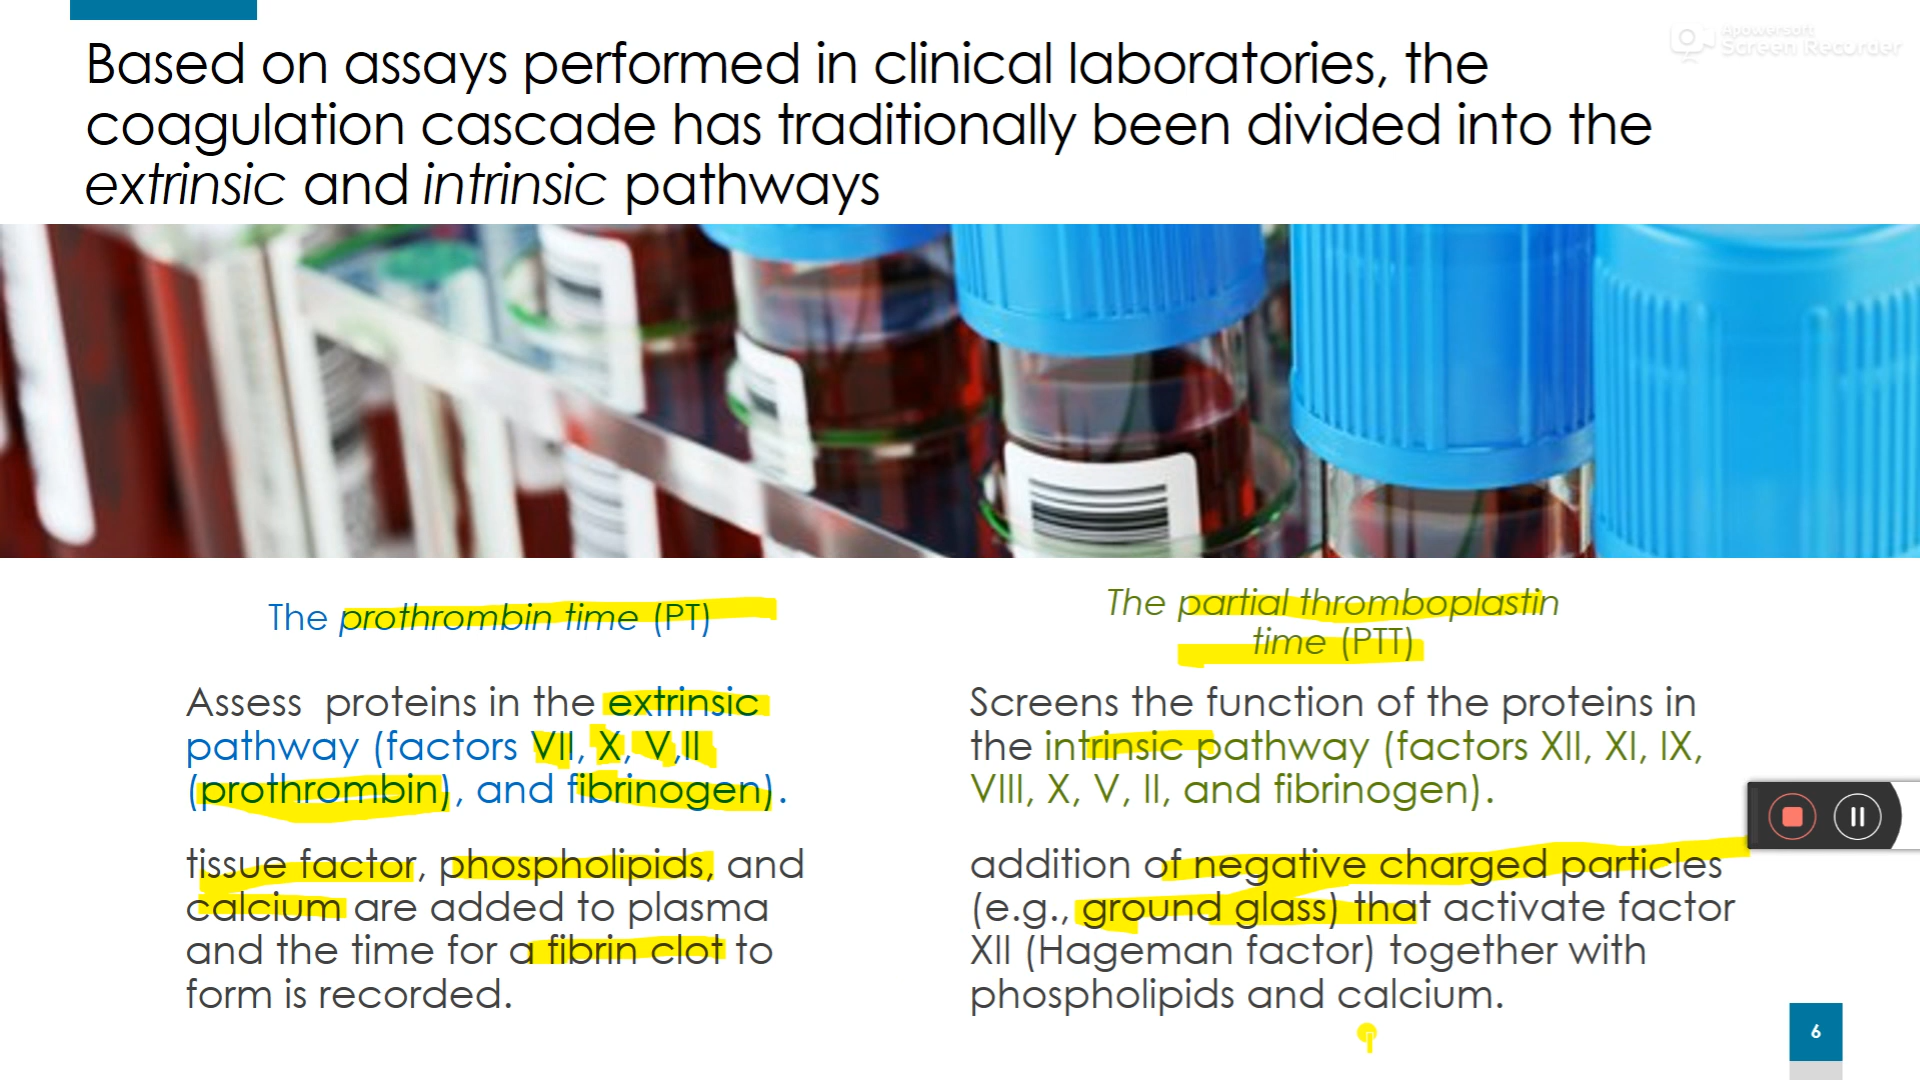 Apowersoft
Screen Recorder
Based on assays performed in clinical laboratories, the
coagulation cascade has traditionally been divided into the
extrinsic and intrinsic pathways
The prothrombin time (PT)
Assess proteins in the extrinsic
pathway (factors VII, X, V,II
(prothrombin), and fibrinogen).
tissue factor, phospholipids, and
calcium are added to plasma
and the time for a fibrin clot to
form is recorded.
The partial thromboplastin
time (PTT)
Screens the function of the proteins in
the intrinsic pathway (factors XII, XI, IX,
VIII, X, V, II, and fibrinogen).
addition of negative charged particles
(e.g., ground glass) that activate factor
XII (Hageman factor) together with
phospholipids and calcium.
6